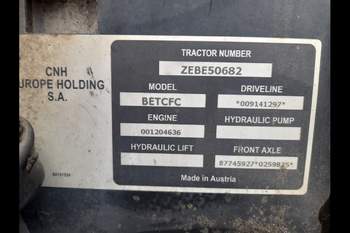 CNH
EUROPE HOLDING
S.A.
TRACTOR NUMBER
ZEBE50682
MODEL
BETCFC
DRIVELINE
*009141297*
ENGINE
001204636
HYDRAULIC PUMP
HYDRAULIC LIFT
FRONT AXLE
87745927*0259825*
Made in Austria